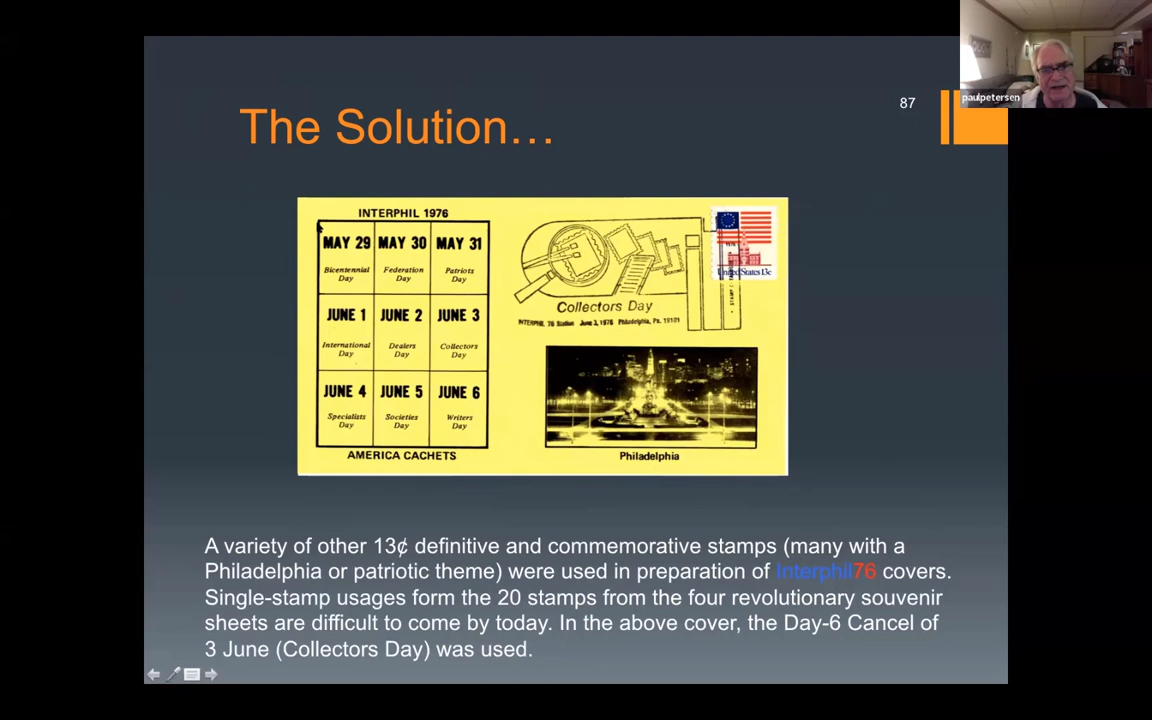 paulpetersen
87
The Solution…
INTERPHIL 1976
MAY 29 MAY 30 MAY 31
Bicentennial Federation Patriots
Day Day Day
JUNE 1 JUNE 2 JUNE 3
International Dealers Collectors
Day Day Day
JUNE 4 JUNE 5 JUNE 6
Specialists Societies Writers
Day Day Day
AMERICA CACHETS
United States 13c
Collectors Day
INTERPHIL 76 Station June 3, 1976 Philadelphia, Pa. 19101
Philadelphia
A variety of other 13¢ definitive and commemorative stamps (many with a
Philadelphia or patriotic theme) were used in preparation of Interphil76 covers.
Single-stamp usages form the 20 stamps from the four revolutionary souvenir
sheets are difficult to come by today. In the above cover, the Day-6 Cancel of
3 June (Collectors Day) was used.